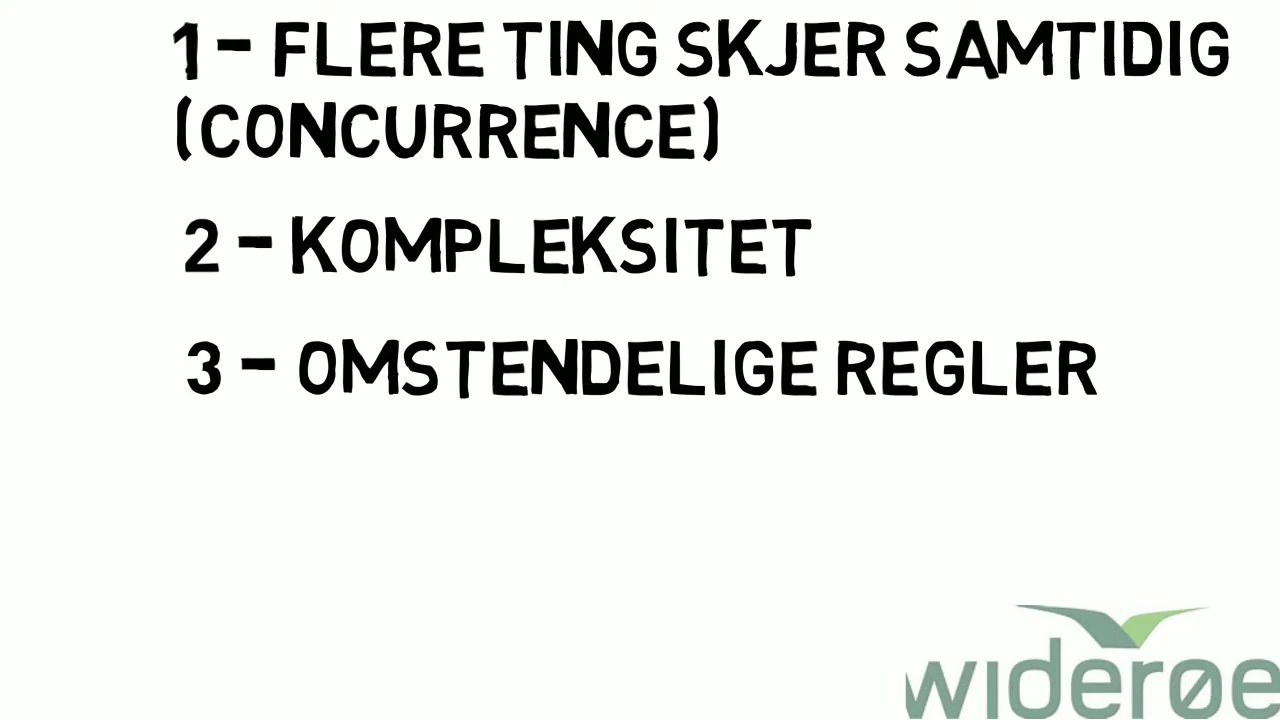 1 - FLERE TING SKJER SAMTIDIG
(CONCURRENCE)
2 - KOMPLEKSITET
3 - OMSTENDELIGE REGLER
widerøe